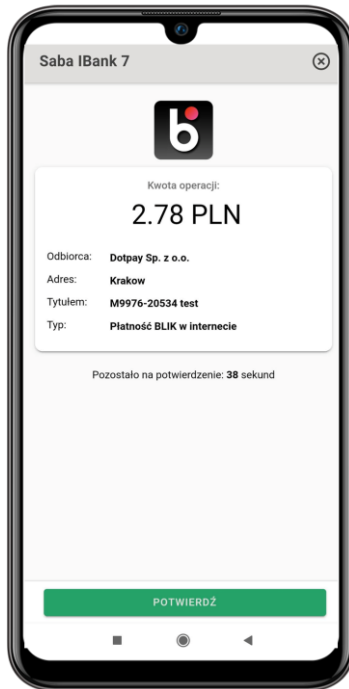 Saba IBank 7
Kwota operacji:
2.78 PLN
Odbiorca: Dotpay Sp. z o.o.
Adres: Krakow
Tytułem: M9976-20534 test
Typ: Płatność BLIK w internecie
Pozostało na potwierdzenie: 38 sekund
POTWIERDŹ